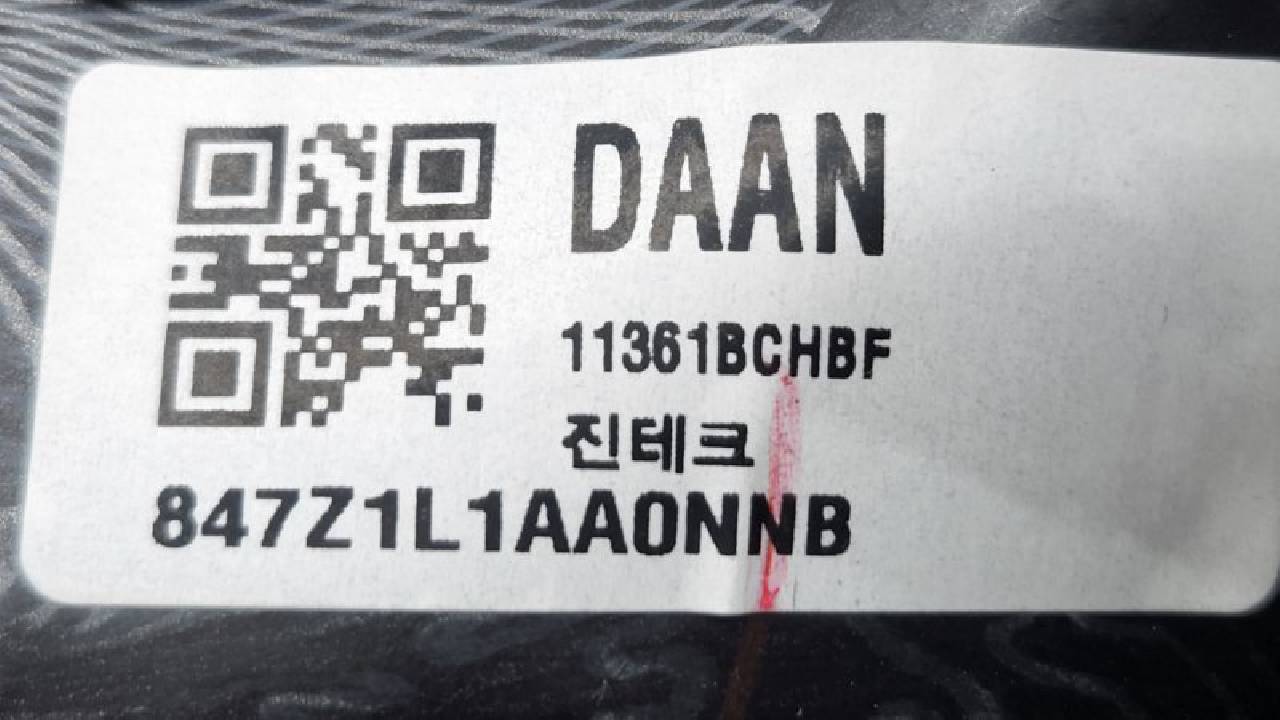 DAAN
11361BCHBF
진테크
847Z1L1AA0NNB